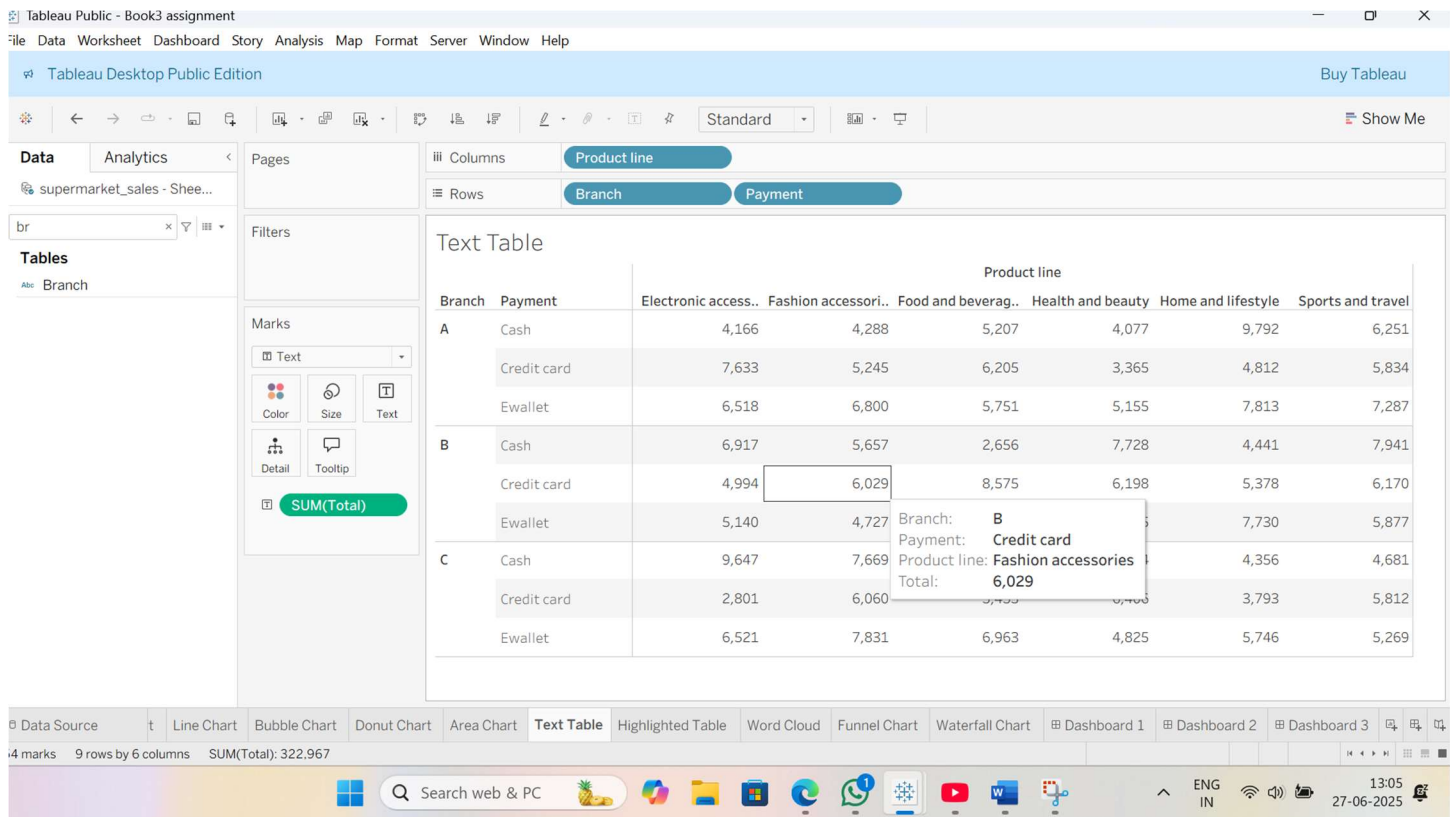 Tableau Public - Book3 assignment
File Data Worksheet Dashboard Story Analysis Map Format Server Window Help
Tableau Desktop Public Edition Buy Tableau
Standard Show Me
Data Analytics Pages Columns Product line
supermarket_sales - Shee... Rows Branch Payment
br Filters
Text Table
Tables
Product line
Branch
Branch Payment Electronic access.. Fashion accessori.. Food and beverag.. Health and beauty Home and lifestyle Sports and travel
Marks
A Cash 4,166 4,288 5,207 4,077 9,792 6,251
Text
Credit card 7,633 5,245 6,205 3,365 4,812 5,834
Color Size Text
Ewallet 6,518 6,800 5,751 5,155 7,813 7,287
B Cash 6,917 5,657 2,656 7,728 4,441 7,941
Detail Tooltip
Credit card 4,994 6,029 8,575 6,198 5,378 6,170
SUM(Total)
Ewallet 5,140 4,727 7,730 5,877
Branch: B
Payment: Credit card
Product line: Fashion accessories
Total: 6,029
C Cash 9,647 7,669 4,356 4,681
Credit card 2,801 6,060 3,793 5,812
Ewallet 6,521 7,831 6,963 4,825 5,746 5,269
Data Source t Line Chart Bubble Chart Donut Chart Area Chart Text Table Highlighted Table Word Cloud Funnel Chart Waterfall Chart Dashboard 1 Dashboard 2 Dashboard 3
marks 9 rows by 6 columns SUM(Total): 322,967
Search web & PC 1 ENG 13:05
IN 27-06-2025